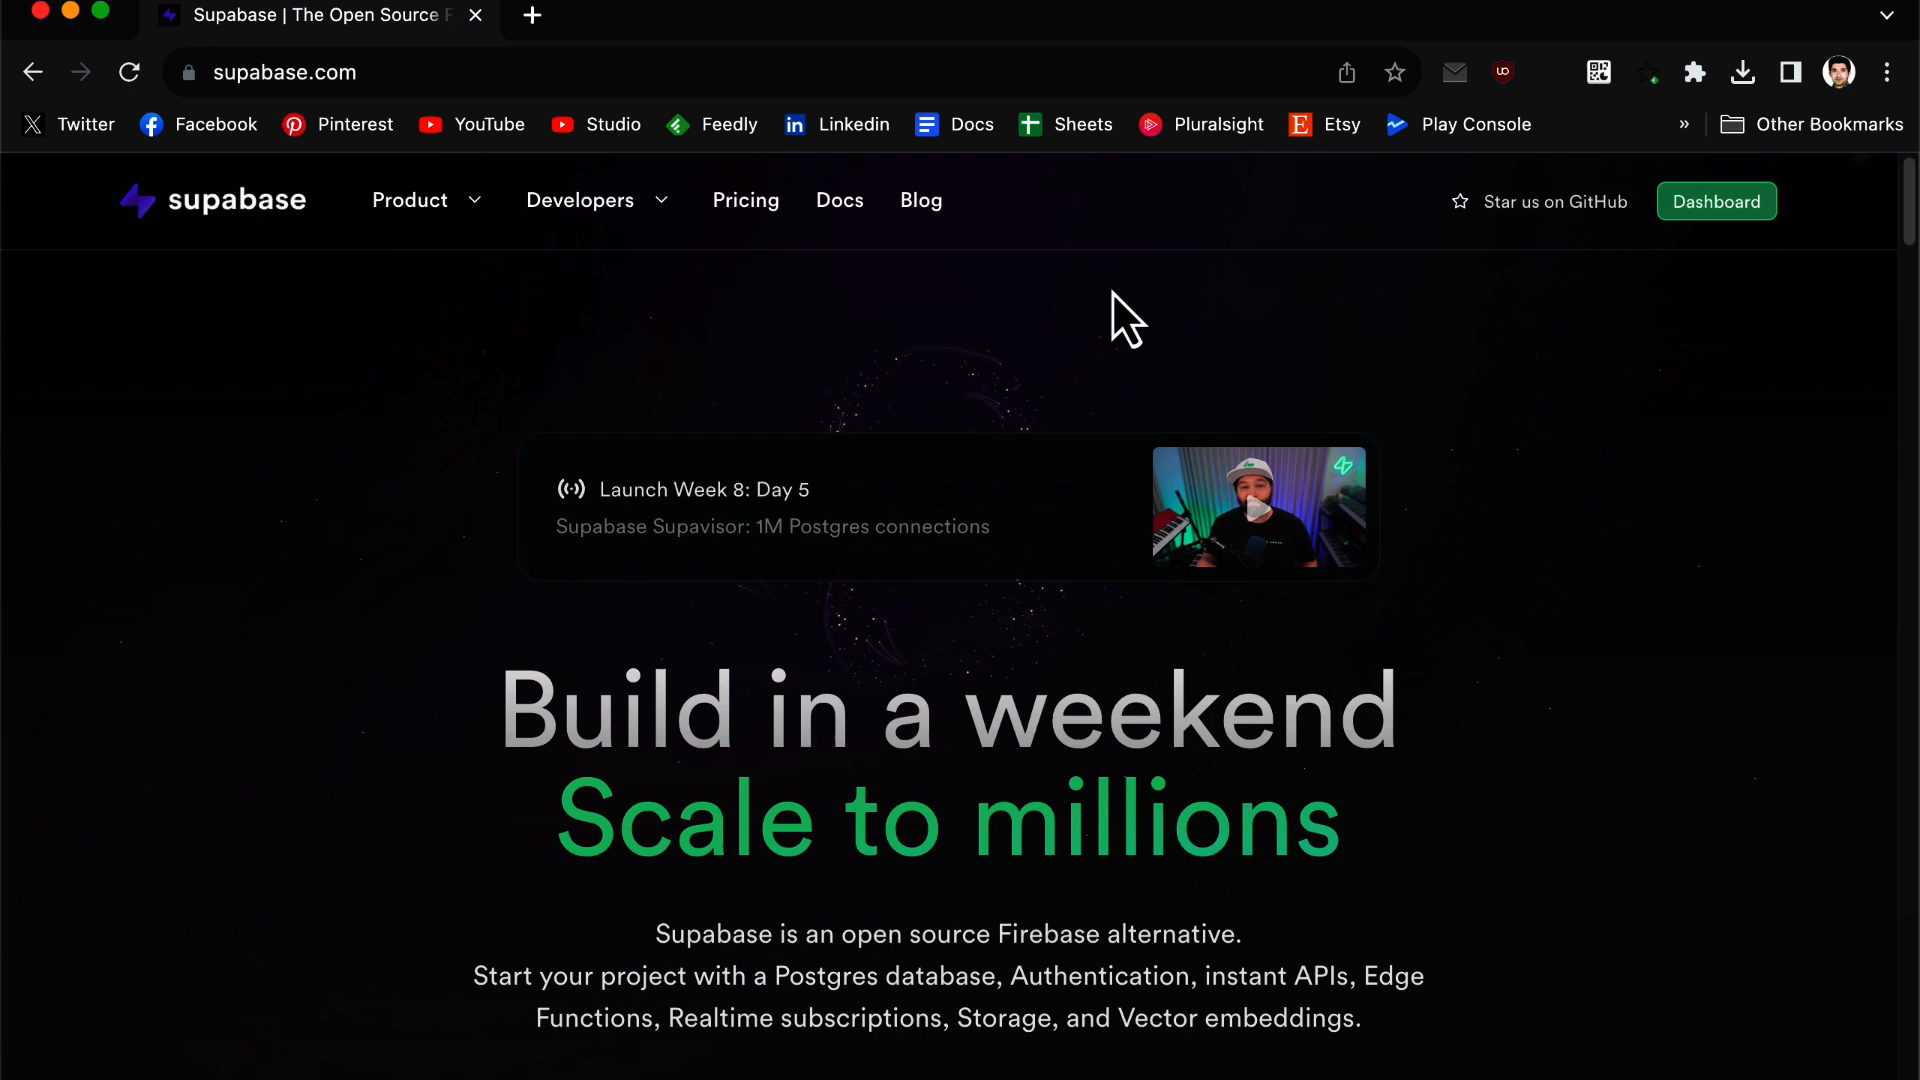 Supabase | The Open Source F
supabase.com
Twitter Facebook Pinterest YouTube Studio Feedly Linkedin Docs Sheets Pluralsight Etsy Play Console » Other Bookmarks
supabase Product Developers Pricing Docs Blog Star us on GitHub Dashboard
Launch Week 8: Day 5
Supabase Supavisor: 1M Postgres connections
Build in a weekend
Scale to millions
Supabase is an open source Firebase alternative.
Start your project with a Postgres database, Authentication, instant APIs, Edge
Functions, Realtime subscriptions, Storage, and Vector embeddings.